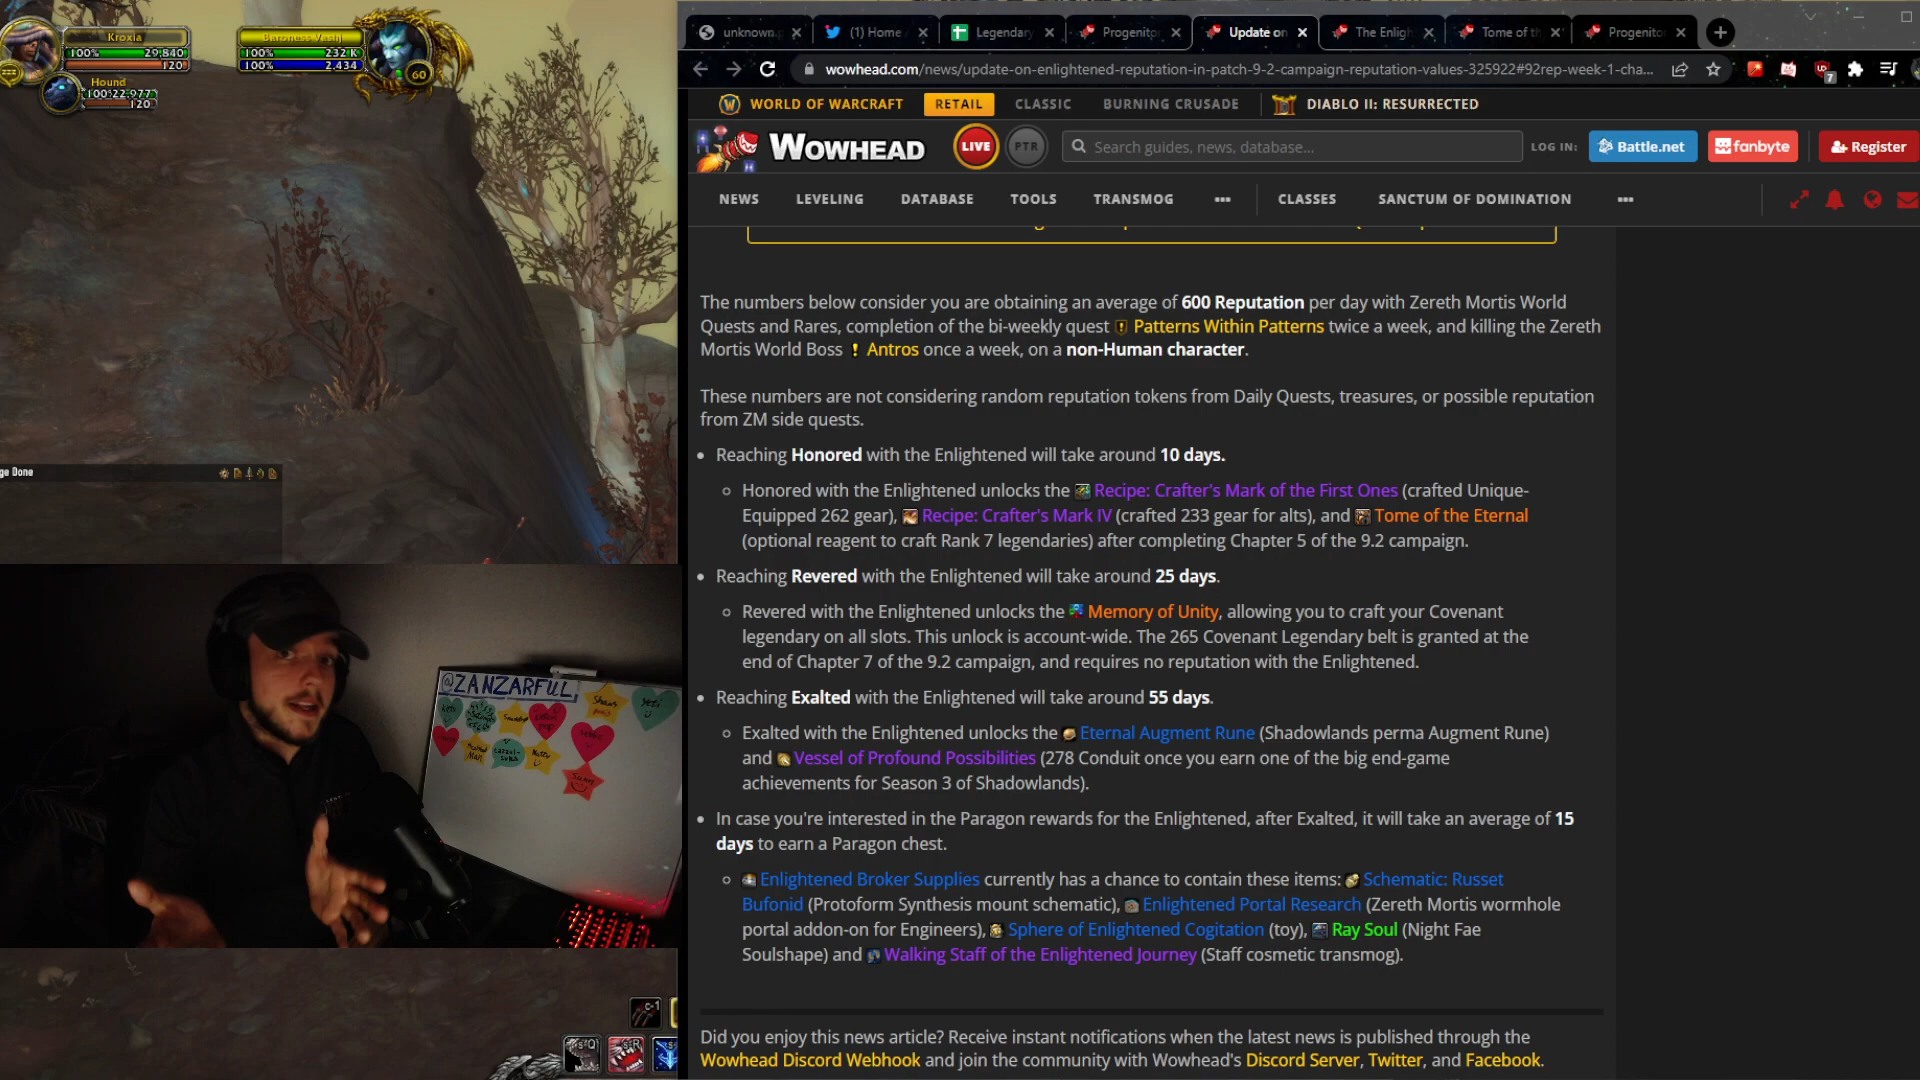 Kroxia
100% 29,840
120
Baroness Vashj
100% 232 K
100% 2,434
60
Hound
100% 22,977
120
ge Done
@ZANZARFUL
c-1
s-Q
s-R
unknown.p
(1) Home /
Legendary
Progenitor
Update on
The Enligh
Tome of th
Progenitor
wowhead.com/news/update-on-enlightened-reputation-in-patch-9-2-campaign-reputation-values-325922#92rep-week-1-cha...
7
WORLD OF WARCRAFT RETAIL CLASSIC BURNING CRUSADE DIABLO II: RESURRECTED
WOWHEAD LIVE PTR Search guides, news, database... LOG IN: Battle.net fanbyte Register
NEWS LEVELING DATABASE TOOLS TRANSMOG ... CLASSES SANCTUM OF DOMINATION ...
The numbers below consider you are obtaining an average of 600 Reputation per day with Zereth Mortis World
Quests and Rares, completion of the bi-weekly quest Patterns Within Patterns twice a week, and killing the Zereth
Mortis World Boss Antros once a week, on a non-Human character.
These numbers are not considering random reputation tokens from Daily Quests, treasures, or possible reputation
from ZM side quests.
• Reaching Honored with the Enlightened will take around 10 days.
Honored with the Enlightened unlocks the Recipe: Crafter's Mark of the First Ones (crafted Unique-
Equipped 262 gear), Recipe: Crafter's Mark IV (crafted 233 gear for alts), and Tome of the Eternal
(optional reagent to craft Rank 7 legendaries) after completing Chapter 5 of the 9.2 campaign.
• Reaching Revered with the Enlightened will take around 25 days.
Revered with the Enlightened unlocks the Memory of Unity, allowing you to craft your Covenant
legendary on all slots. This unlock is account-wide. The 265 Covenant Legendary belt is granted at the
end of Chapter 7 of the 9.2 campaign, and requires no reputation with the Enlightened.
• Reaching Exalted with the Enlightened will take around 55 days.
Exalted with the Enlightened unlocks the Eternal Augment Rune (Shadowlands perma Augment Rune)
and Vessel of Profound Possibilities (278 Conduit once you earn one of the big end-game
achievements for Season 3 of Shadowlands).
• In case you're interested in the Paragon rewards for the Enlightened, after Exalted, it will take an average of 15
days to earn a Paragon chest.
Enlightened Broker Supplies currently has a chance to contain these items: Schematic: Russet
Bufonid (Protoform Synthesis mount schematic), Enlightened Portal Research (Zereth Mortis wormhole
portal addon-on for Engineers), Sphere of Enlightened Cogitation (toy), Ray Soul (Night Fae
Soulshape) and Walking Staff of the Enlightened Journey (Staff cosmetic transmog).
Did you enjoy this news article? Receive instant notifications when the latest news is published through the
Wowhead Discord Webhook and join the community with Wowhead's Discord Server, Twitter, and Facebook.